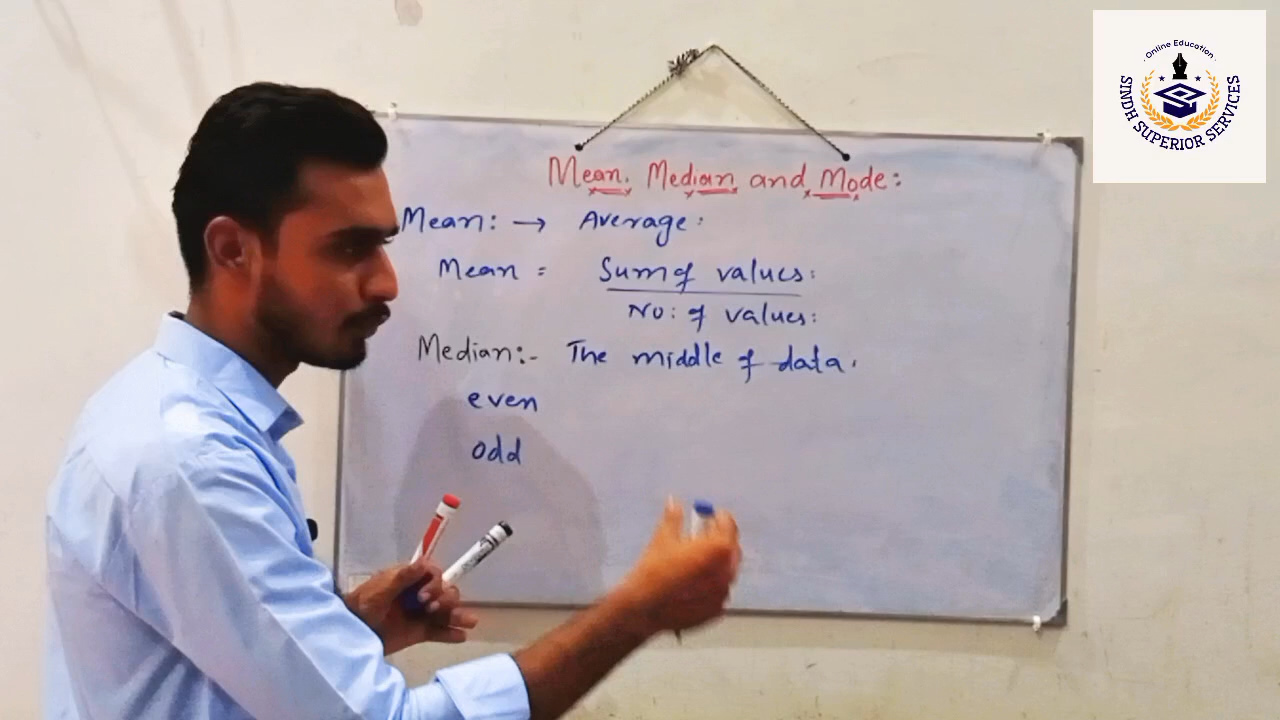 Online Education
SINDH SUPERIOR SERVICES
Mean, Median and Mode:
Mean: → Average:
Mean = Sum of values:
No: of values:
Median:- The middle of data.
even
odd